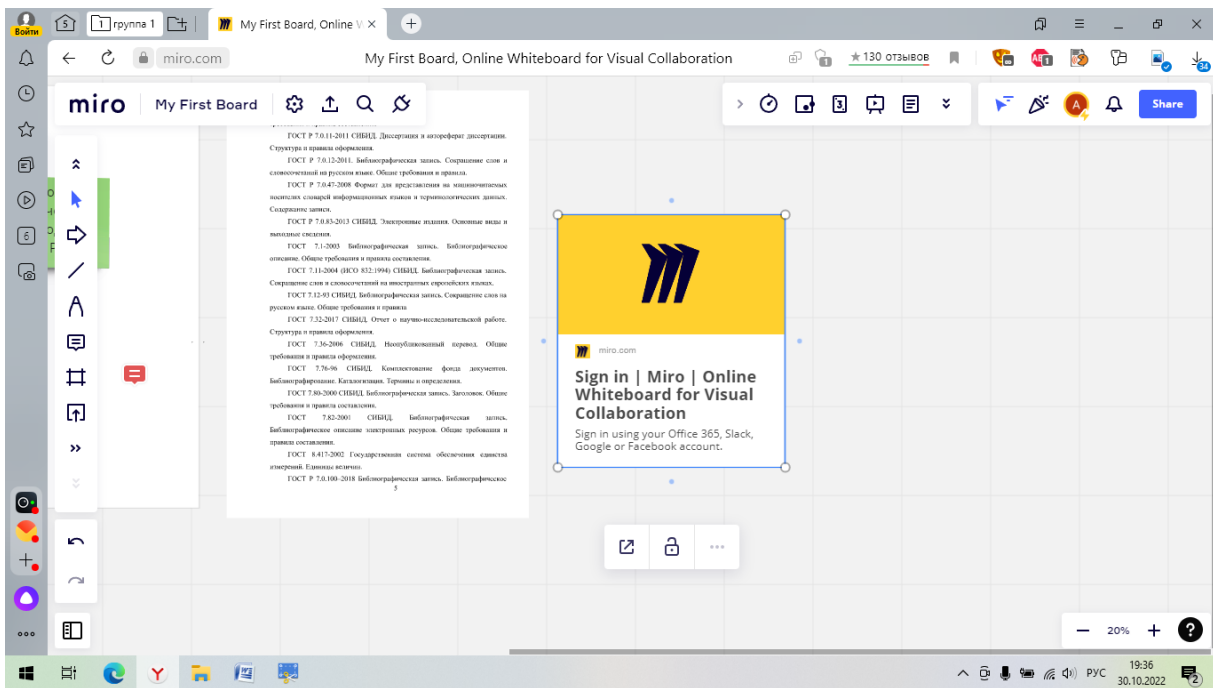 Войти
5
1 группа 1
My First Board, Online V
miro.com
My First Board, Online Whiteboard for Visual Collaboration
★ 130 отзывов
34
miro
My First Board
3
A
Share
6
ГОСТ Р 7.0.11-2011 СИБИД. Диссертация и автореферат диссертации.
Структура и правила оформления.
ГОСТ Р 7.0.12-2011. Библиографическая запись. Сокращение слов и
словосочетаний на русском языке. Общие требования и правила.
ГОСТ Р 7.0.47-2008 Формат для представления на машиночитаемых
носителях словарей информационных языков и терминологических данных.
Содержание записи.
ГОСТ Р 7.0.83-2013 СИБИД. Электронные издания. Основные виды и
выходные сведения.
ГОСТ 7.1-2003 Библиографическая запись. Библиографическое
описание. Общие требования и правила составления.
ГОСТ 7.11-2004 (ИСО 832:1994) СИБИД. Библиографическая запись.
Сокращение слов и словосочетаний на иностранных европейских языках.
ГОСТ 7.12-93 СИБИД. Библиографическая запись. Сокращение слов на
русском языке. Общие требования и правила
ГОСТ 7.32-2017 СИБИД. Отчет о научно-исследовательской работе.
Структура и правила оформления.
ГОСТ 7.36-2006 СИБИД. Неопубликованный перевод. Общие
требования и правила оформления.
ГОСТ 7.76-96 СИБИД. Комплектование фонда документов.
Библиографирование. Каталогизация. Термины и определения.
ГОСТ 7.80-2000 СИБИД. Библиографическая запись. Заголовок. Общие
требования и правила составления.
ГОСТ 7.82-2001 СИБИД. Библиографическая запись.
Библиографическое описание электронных ресурсов. Общие требования и
правила составления.
ГОСТ 8.417-2002 Государственная система обеспечения единства
измерений. Единицы величин.
ГОСТ Р 7.0.100–2018 Библиографическая запись. Библиографическое
5
miro.com
Sign in | Miro | Online
Whiteboard for Visual
Collaboration
Sign in using your Office 365, Slack,
Google or Facebook account.
20%
?
РУС
19:36
30.10.2022
2